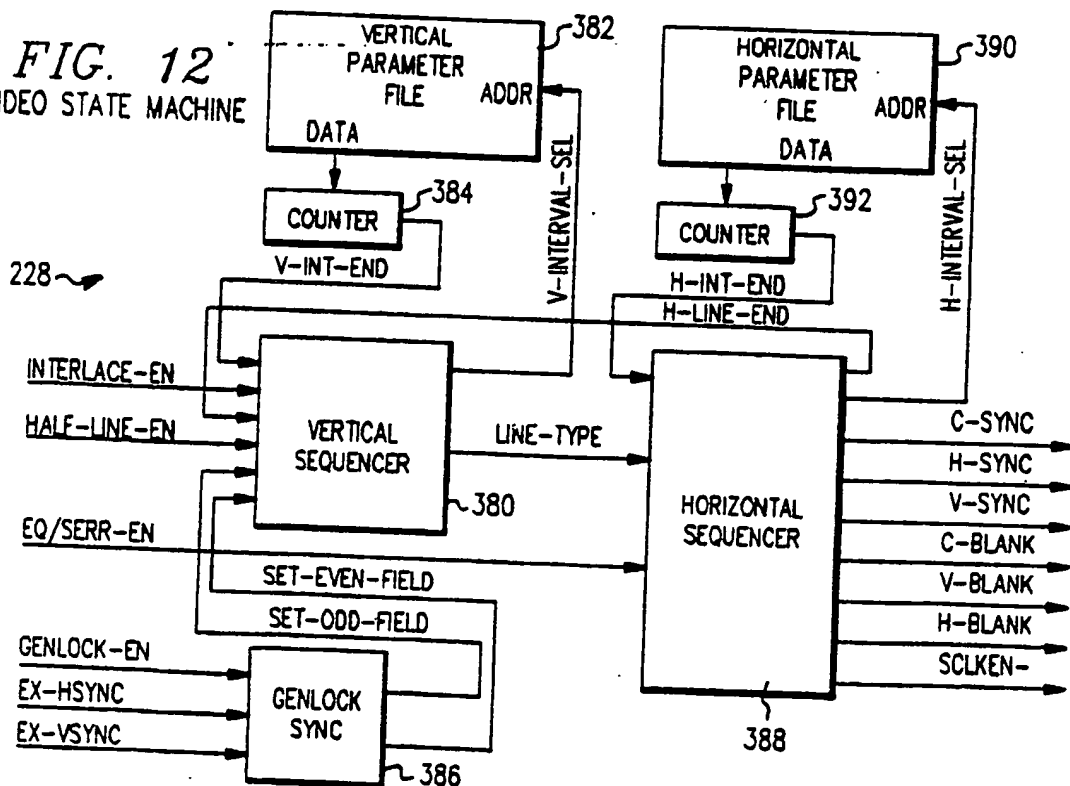 FIG. 12
IDEO STATE MACHINE
VERTICAL
PARAMETER
FILE
ADDR
DATA
382
HORIZONTAL
PARAMETER
FILE
ADDR
DATA
390
COUNTER
384
COUNTER
392
V-INTERVAL-SEL
H-INTERVAL-SEL
228
V-INT-END
H-INT-END
H-LINE-END
INTERLACE-EN
HALF-LINE-EN
VERTICAL
SEQUENCER
380
LINE-TYPE
HORIZONTAL
SEQUENCER
388
C-SYNC
H-SYNC
V-SYNC
C-BLANK
V-BLANK
H-BLANK
SCLKEN-
EQ/SERR-EN
SET-EVEN-FIELD
SET-ODD-FIELD
GENLOCK-EN
EX-HSYNC
EX-VSYNC
GENLOCK
SYNC
386